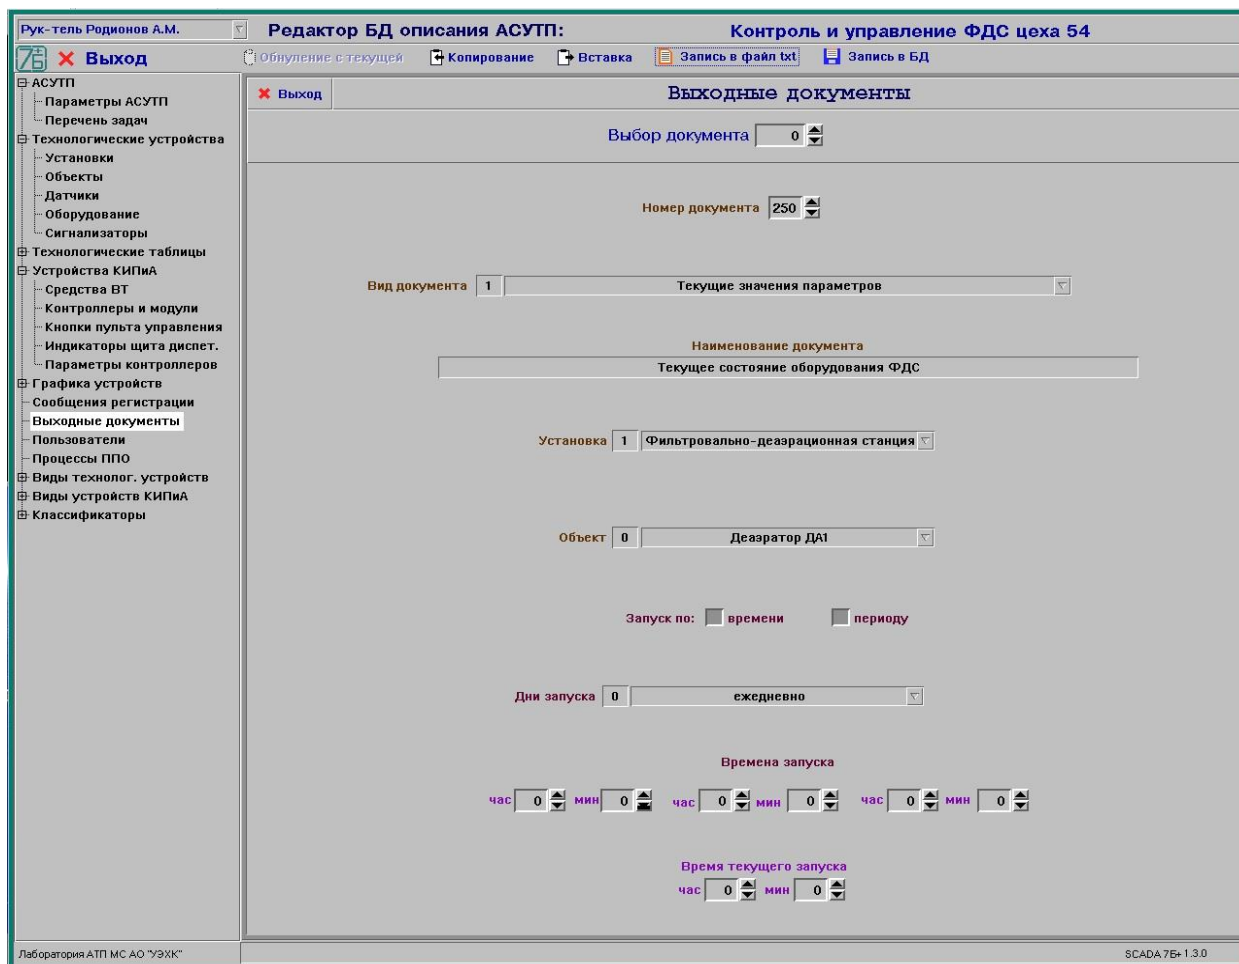 Рук-тель Родионов А.М. Редактор БД описания АСУТП: Контроль и управление ФДС цеха 54
7Б+ Выход Обнуление с текущей Копирование Вставка Запись в файл txt Запись в БД
АСУТП
Параметры АСУТП
Перечень задач
Технологические устройства
Установки
Объекты
Датчики
Оборудование
Сигнализаторы
Технологические таблицы
Устройства КИПиА
Средства ВТ
Контроллеры и модули
Кнопки пульта управления
Индикаторы щита диспет.
Параметры контроллеров
Графика устройств
Сообщения регистрации
Выходные документы
Пользователи
Процессы ППО
Виды технолог. устройств
Виды устройств КИПиА
Классификаторы
Выход Выходные документы
Выбор документа 0
Номер документа 250
Вид документа 1 Текущие значения параметров
Наименование документа
Текущее состояние оборудования ФДС
Установка 1 Фильтровально-деаэрационная станция
Объект 0 Деаэратор ДА1
Запуск по: времени периоду
Дни запуска 0 ежедневно
Времена запуска
час 0 мин 0 час 0 мин 0 час 0 мин 0
Время текущего запуска
час 0 мин 0
Лаборатория АТП МС АО "УЭХК" SCADA 7Б+ 1.3.0